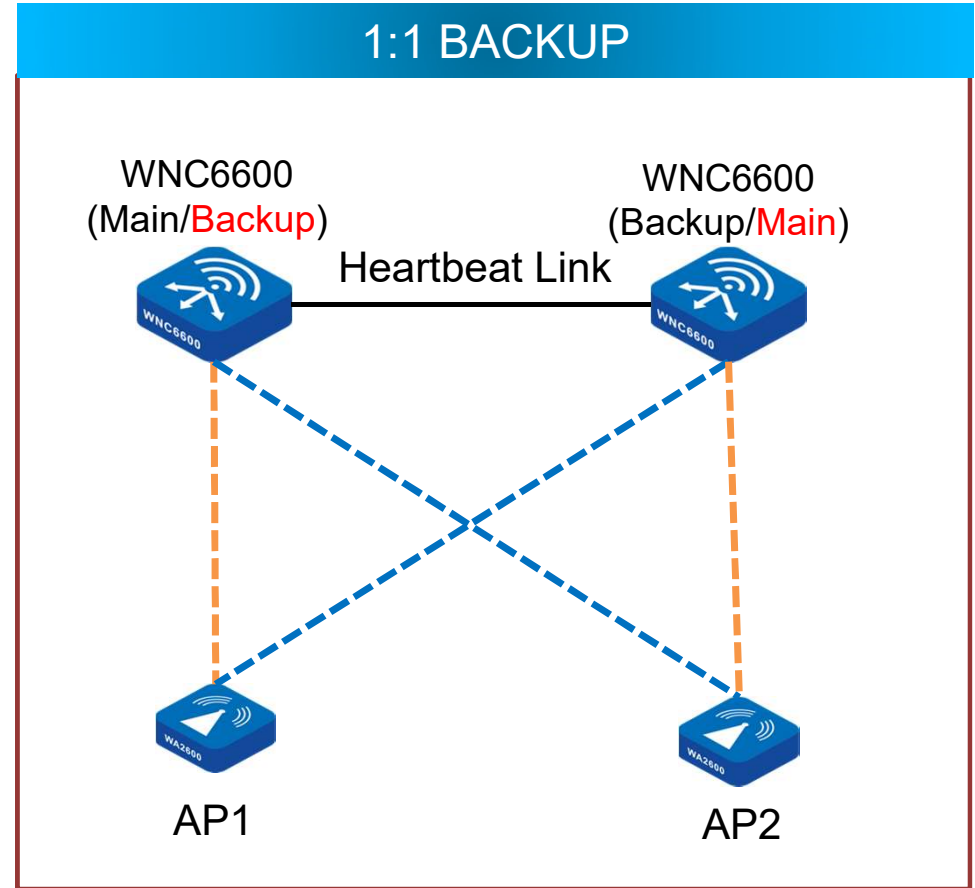 1:1 BACKUP
WNC6600
(Main/Backup)
WNC6600
(Backup/Main)
Heartbeat Link
WNC6600
WNC6600
WA2600
WA2600
AP1
AP2